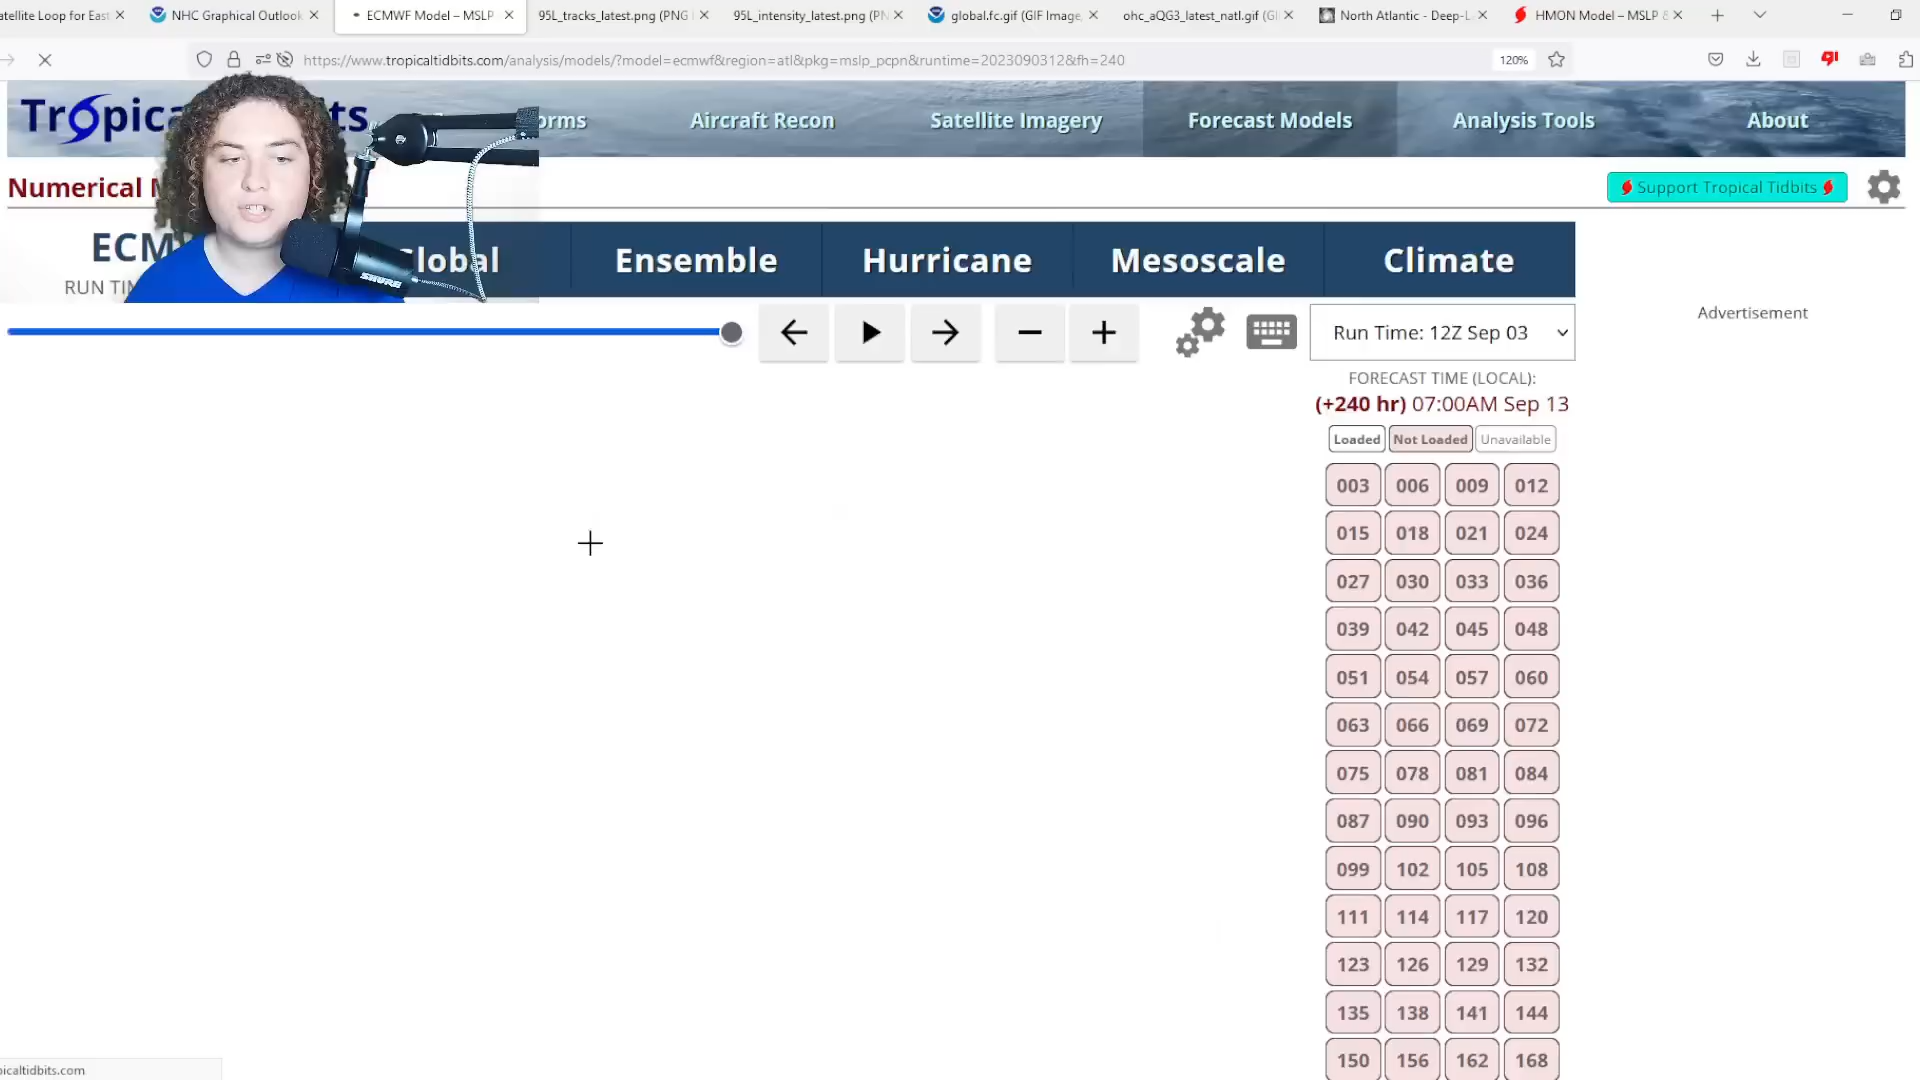 atellite Loop for East
NHC Graphical Outlook
ECMWF Model – MSLP
95L_tracks_latest.png (PNG I
95L_intensity_latest.png (PN
global.fc.gif (GIF Image,
ohc_aQG3_latest_natl.gif (GI
North Atlantic - Deep-L
HMON Model – MSLP &
https://www.tropicaltidbits.com/analysis/models/?model=ecmwf&region=atl&pkg=mslp_pcpn&runtime=2023090312&fh=240
120%
Tropica ts
orms
Aircraft Recon
Satellite Imagery
Forecast Models
Analysis Tools
About
Numerical M
Support Tropical Tidbits
ECM
RUN TIM
Global
Ensemble
Hurricane
Mesoscale
Climate
SHURE
Run Time: 12Z Sep 03
Advertisement
FORECAST TIME (LOCAL):
(+240 hr) 07:00AM Sep 13
Loaded Not Loaded Unavailable
003 006 009 012
015 018 021 024
027 030 033 036
039 042 045 048
051 054 057 060
063 066 069 072
075 078 081 084
087 090 093 096
099 102 105 108
111 114 117 120
123 126 129 132
135 138 141 144
150 156 162 168
picaltidbits.com